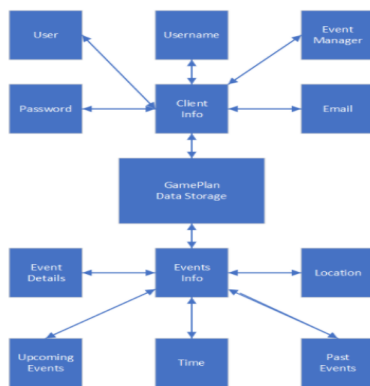 User
Username
Event
Manager
Password
Client
Info
Email
GamePlan
Data Storage
Event
Details
Events
Info
Location
Upcoming
Events
Time
Past
Events